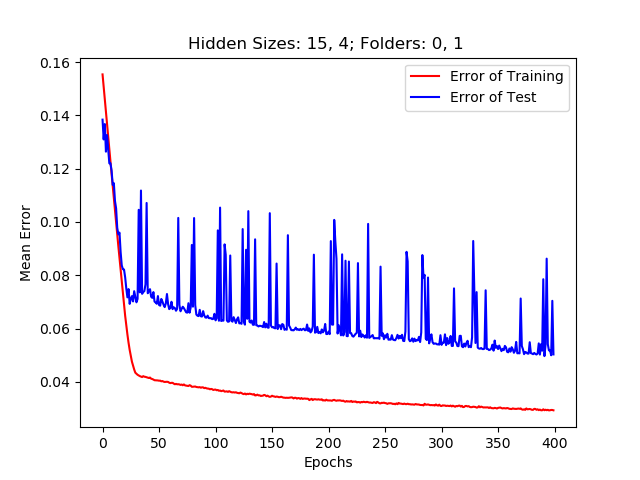 Hidden Sizes: 15, 4; Folders: 0, 1
Error of Training
Error of Test
Mean Error
0.16
0.14
0.12
0.10
0.08
0.06
0.04
0 50 100 150 200 250 300 350 400
Epochs